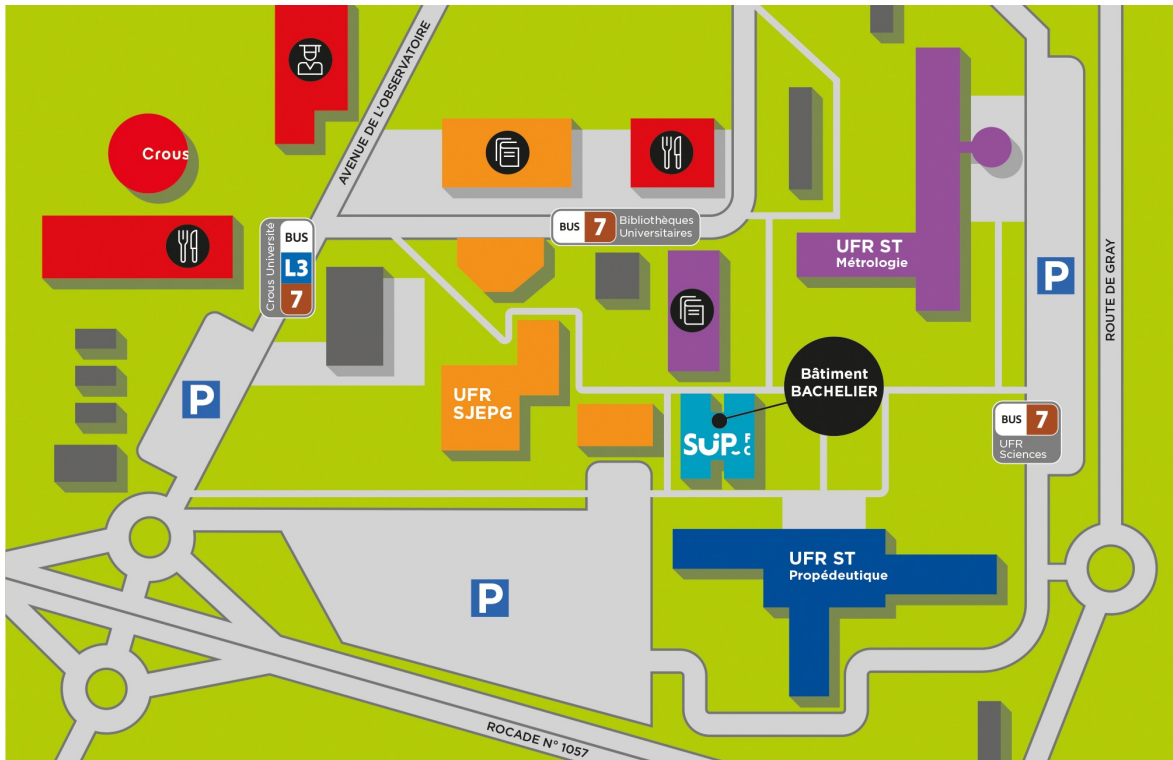 AVENUE DE L'OBSERVATOIRE
Crous
Crous Université
BUS
L3
7
BUS 7 Bibliothèques
Universitaires
UFR ST
Métrologie
P
ROUTE DE GRAY
P
UFR
SJEPG
Bâtiment
BACHELIER
SUP F
C
BUS 7
UFR
Sciences
UFR ST
Propédeutique
P
ROCADE N° 1057